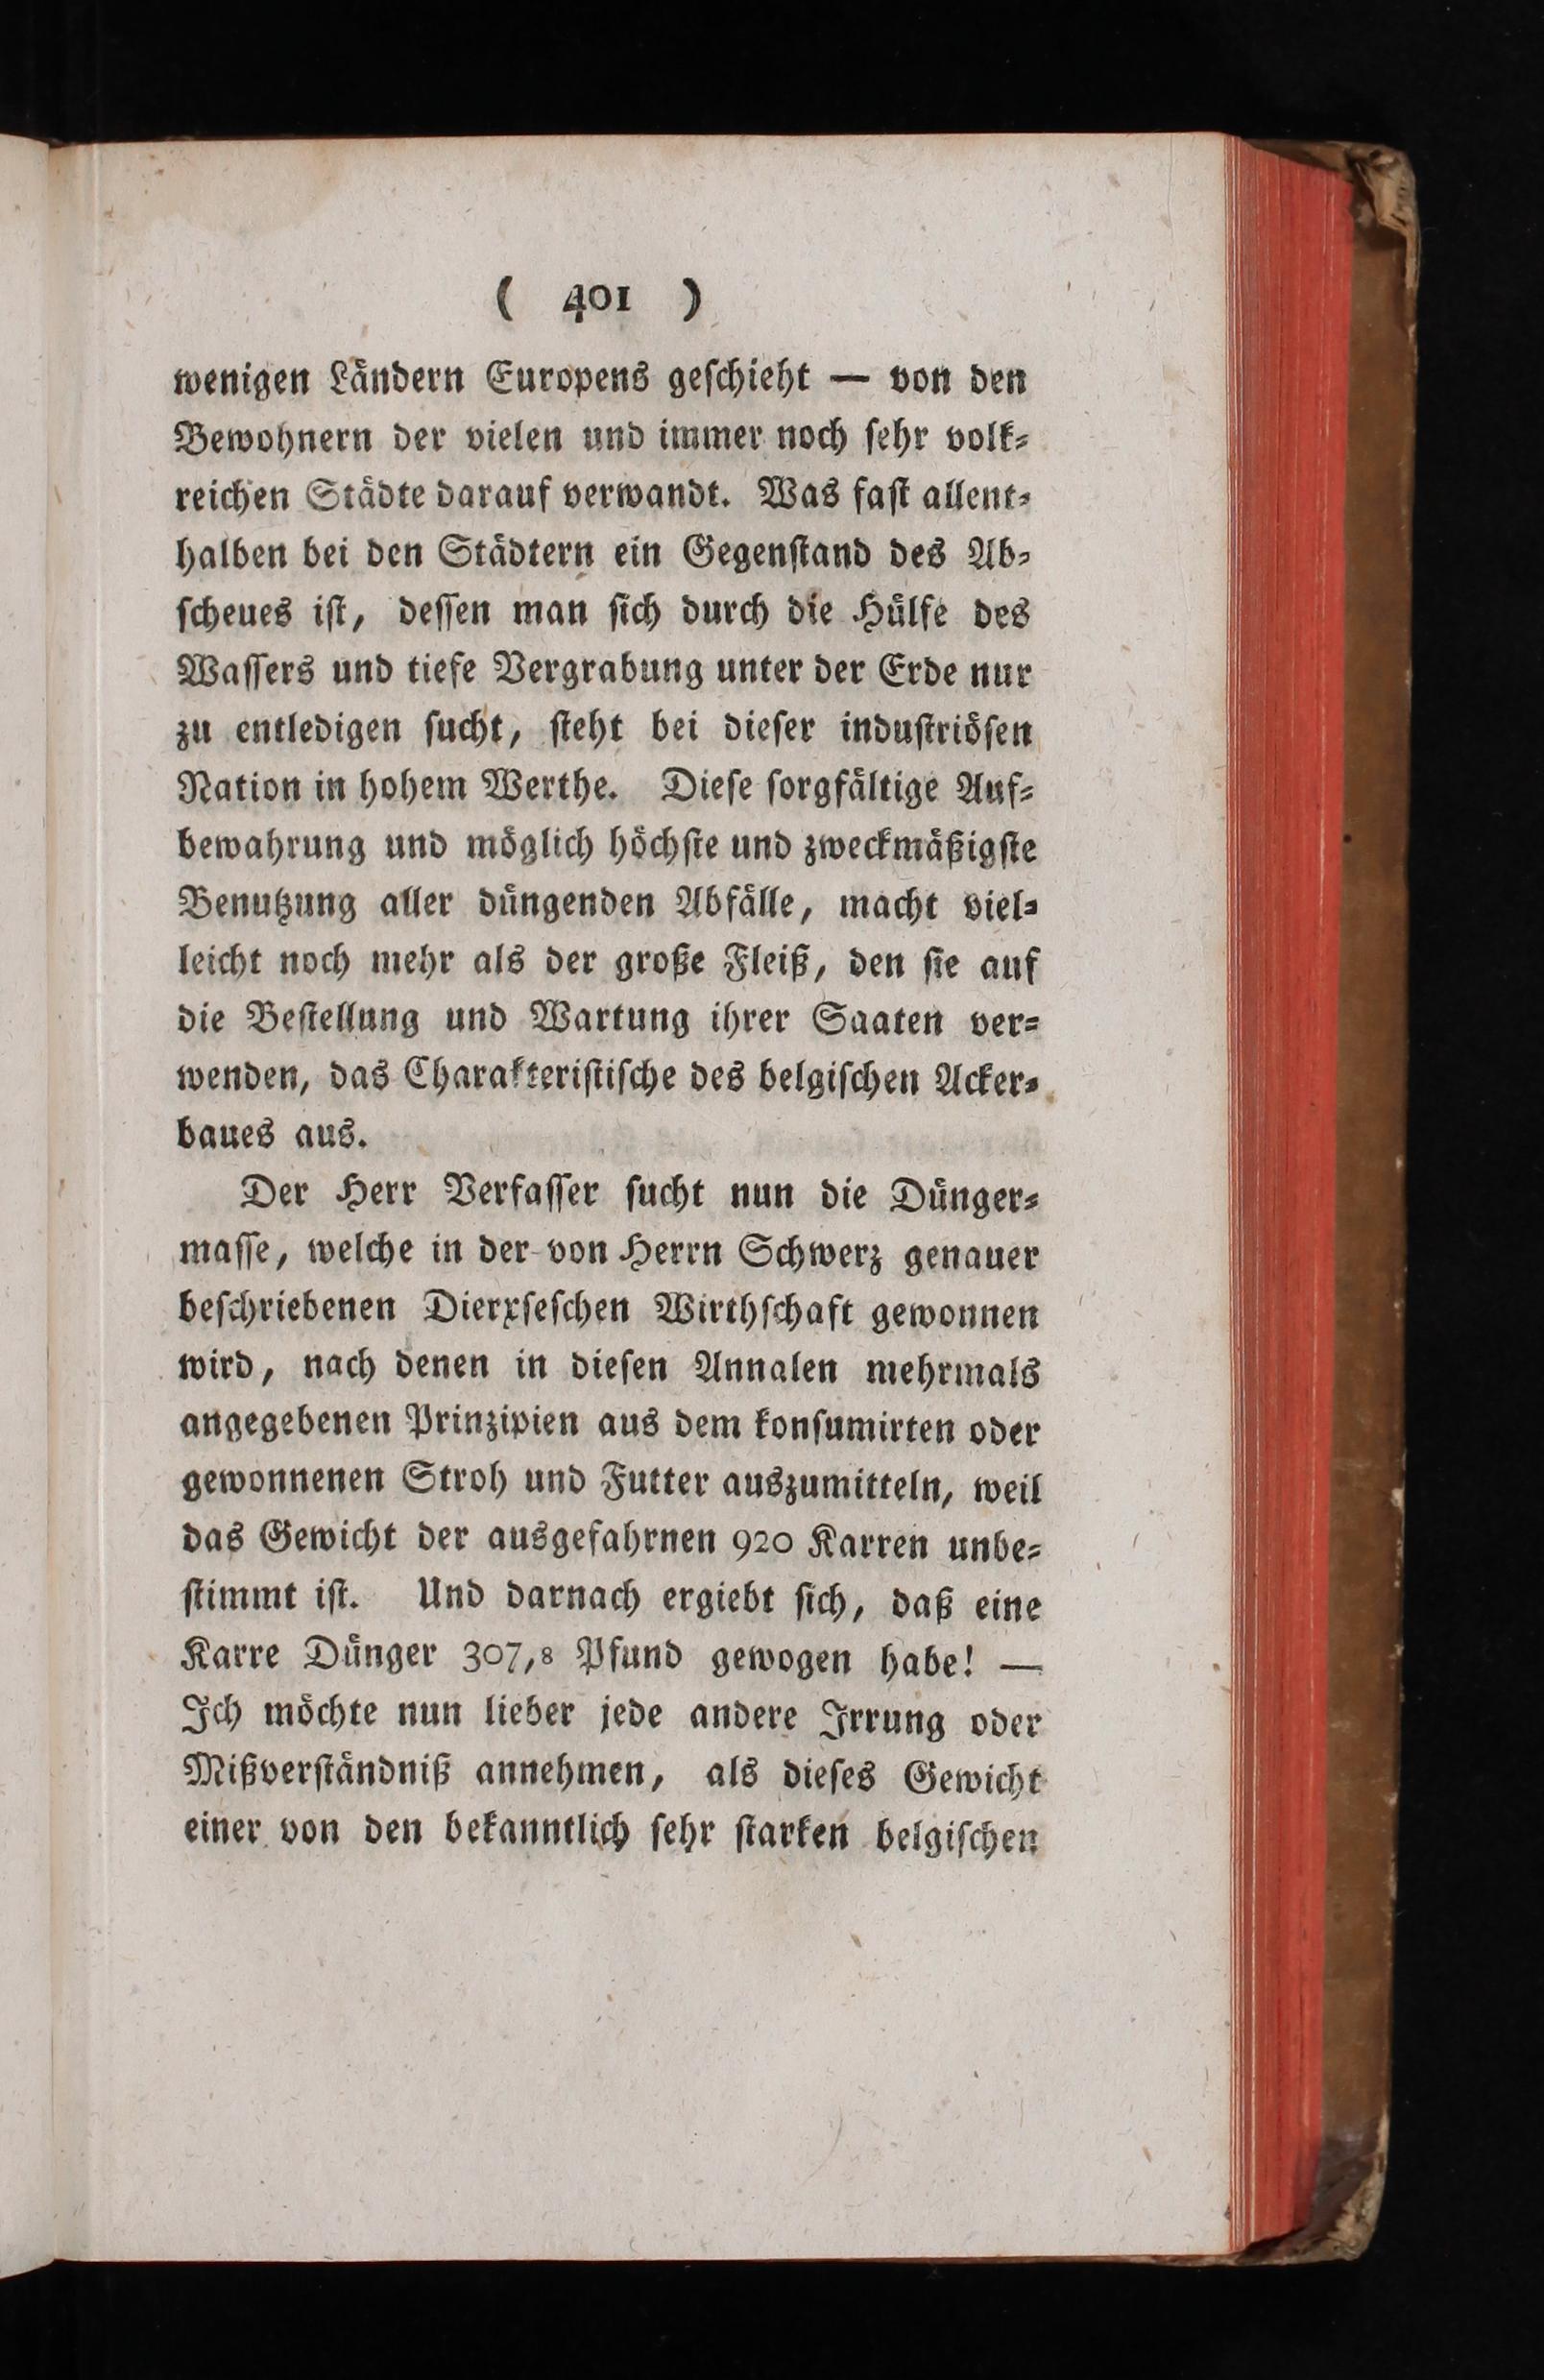 ( 401 )
wenigen Ländern Europens geſchieht — von den
Bewohnern der vielen und immer noch ſehr volk⸗
reichen Städte darauf verwandt. Was faſt allent⸗
halben bei den Städtern ein Gegenſtand des Ab⸗
ſcheues iſt, deſſen man ſich durch die Hülfe des
Waſſers und tiefe Vergrabung unter der Erde nur
zu entledigen ſucht, ſteht bei dieſer induſtriöſen
Nation in hohem Werthe. Dieſe ſorgfältige Auf⸗
bewahrung und möglich höchſte und zweckmäßigſte
Benutzung aller düngenden Abfälle, macht viel⸗
leicht noch mehr als der große Fleiß, den ſie auf
die Beſtellung und Wartung ihrer Saaten ver⸗
wenden, das Charakteriſtiſche des belgiſchen Acker⸗
baues aus.
Der Herr Verfaſſer ſucht nun die Dünger⸗
maſſe, welche in der von Herrn Schwerz genauer
beſchriebenen Dierxſeſchen Wirthſchaft gewonnen
wird, nach denen in dieſen Annalen mehrmals
angegebenen Prinzipien aus dem konſumirten oder
gewonnenen Stroh und Futter auszumitteln, weil
das Gewicht der ausgefahrnen 920 Karren unbe⸗
ſtimmt iſt. Und darnach ergiebt ſich, daß eine
Karre Dünger 307,8 Pfund gewogen habe! —
Ich möchte nun lieber jede andere Irrung oder
Mißverſtändniß annehmen, als dieſes Gewicht
einer von den bekanntlich ſehr ſtarken belgiſchen